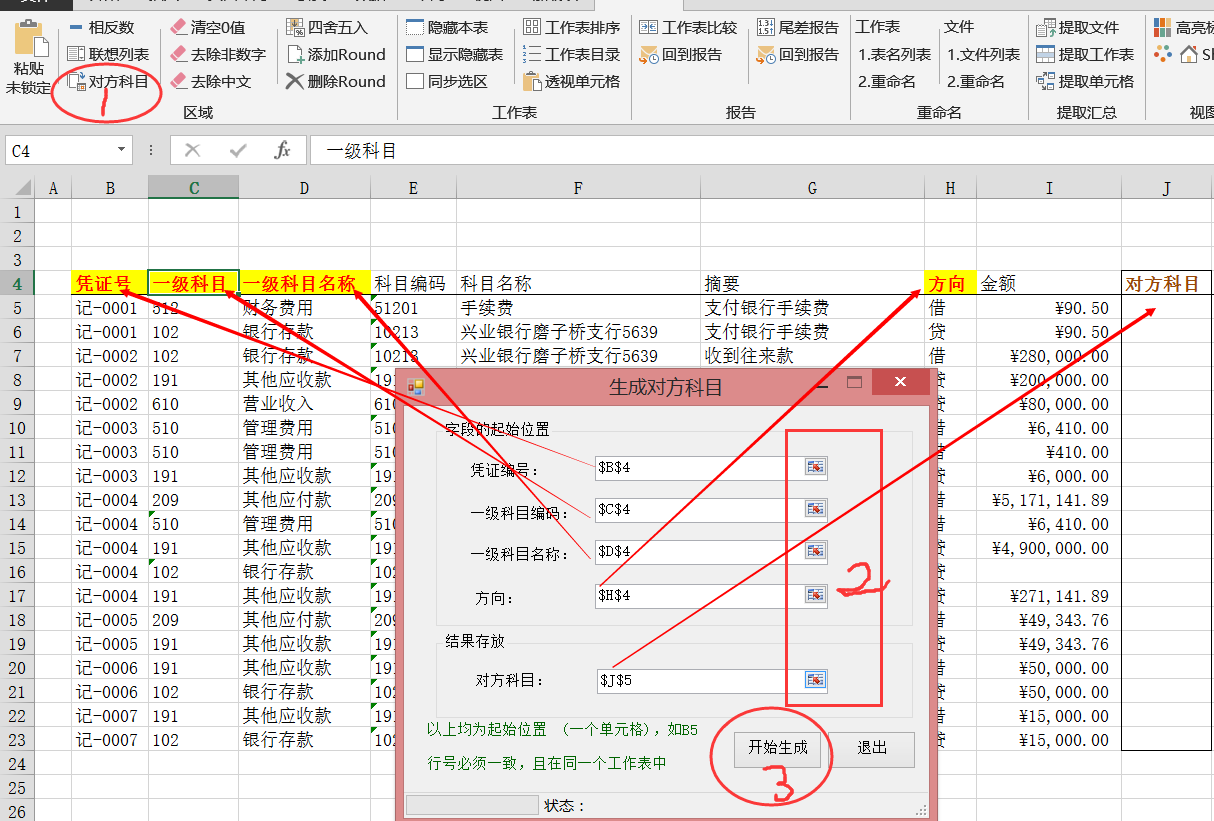 相反数 清空0值 四舍五入 隐藏本表 工作表排序 工作表比较 尾差报告 工作表 文件 提取文件
粘贴 联想列表 去除非数字 添加Round 显示隐藏表 工作表目录 回到报告 回到报告 1.表名列表 1.文件列表 提取工作表
未锁定 对方科目 去除中文 删除Round 同步选区 透视单元格 2.重命名 2.重命名 提取单元格
区域 工作表 报告 重命名 提取汇总
1
C4 fx 一级科目
A B C D E F G H I J
1
2
3
4 凭证号 一级科目 一级科目名称 科目编码 科目名称 摘要 方向 金额 对方科目
5 记-0001 512 财务费用 51201 手续费 支付银行手续费 借 ¥90.50
6 记-0001 102 银行存款 10213 兴业银行磨子桥支行5639 支付银行手续费 贷 ¥90.50
7 记-0002 102 银行存款 10213 兴业银行磨子桥支行5639 收到往来款 借 ¥280,000.00
8 记-0002 191 其他应收款 ¥200,000.00
9 记-0002 610 营业收入 ¥80,000.00
10 记-0003 510 管理费用 ¥6,410.00
11 记-0003 510 管理费用 ¥410.00
12 记-0003 191 其他应收款 ¥6,000.00
13 记-0004 209 其他应付款 ¥5,171,141.89
14 记-0004 510 管理费用 ¥6,410.00
15 记-0004 191 其他应收款 ¥4,900,000.00
16 记-0004 102 银行存款
17 记-0004 191 其他应收款 ¥271,141.89
18 记-0005 209 其他应付款 ¥49,343.76
19 记-0005 191 其他应收款 ¥49,343.76
20 记-0006 191 其他应收款 ¥50,000.00
21 记-0006 102 银行存款 ¥50,000.00
22 记-0007 191 其他应收款 ¥15,000.00
23 记-0007 102 银行存款 ¥15,000.00
24
25
26
生成对方科目
字段的起始位置
凭证编号: $B$4
一级科目编码: $C$4
一级科目名称: $D$4
方向: $H$4
2
结果存放
对方科目: $J$5
以上均为起始位置 (一个单元格),如B5
行号必须一致,且在同一个工作表中
开始生成 退出
3
状态: